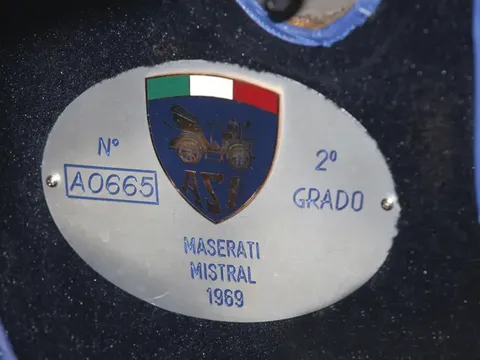 N°
A0665
ASI
2°
GRADO
MASERATI
MISTRAL
1969